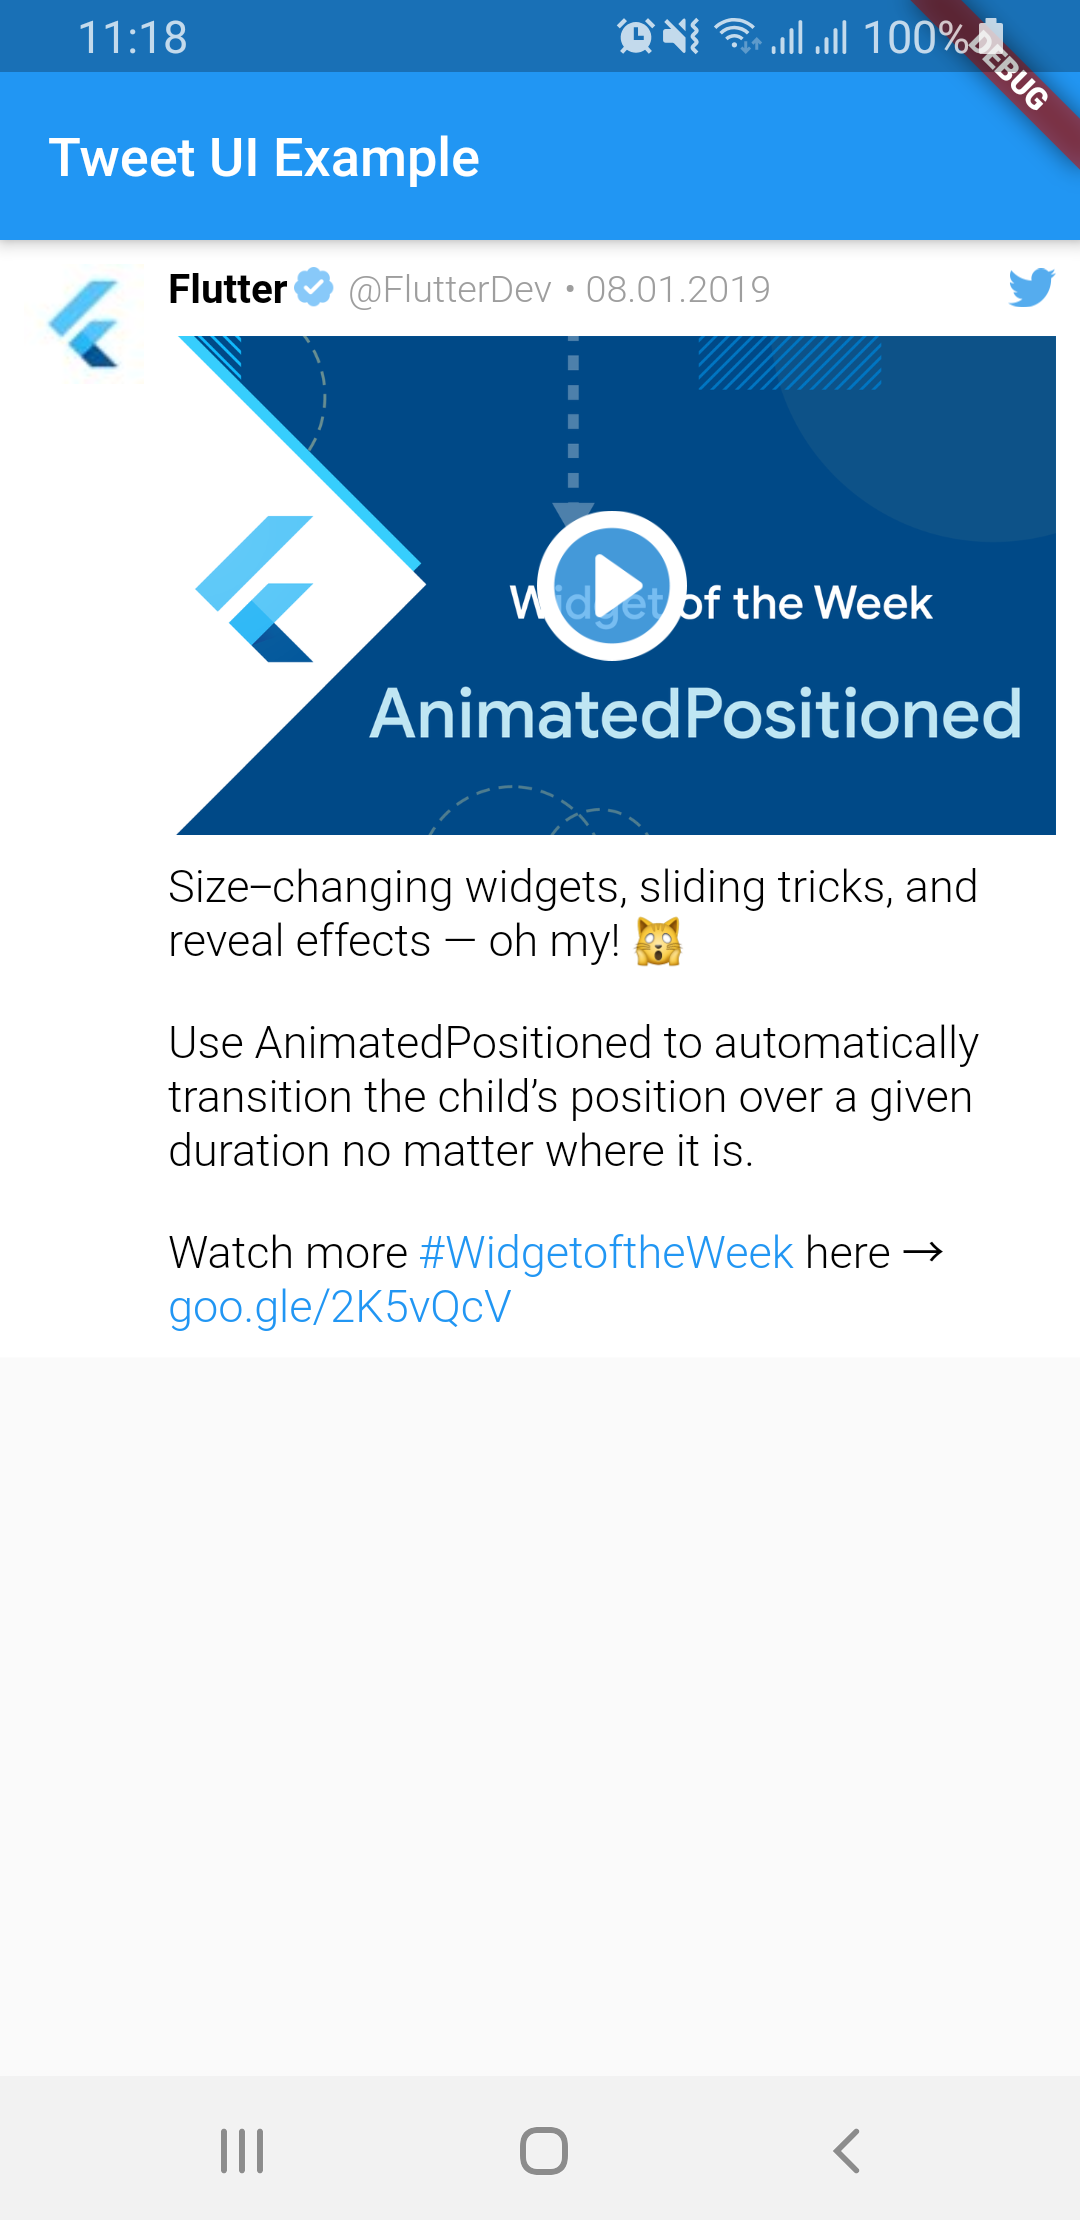 11:18 100%
DEBUG
Tweet UI Example
Flutter @FlutterDev • 08.01.2019
Widget of the Week
AnimatedPositioned
Size-changing widgets, sliding tricks, and
reveal effects — oh my! 🙀
Use AnimatedPositioned to automatically
transition the child’s position over a given
duration no matter where it is.
Watch more #WidgetoftheWeek here →
goo.gle/2K5vQcV